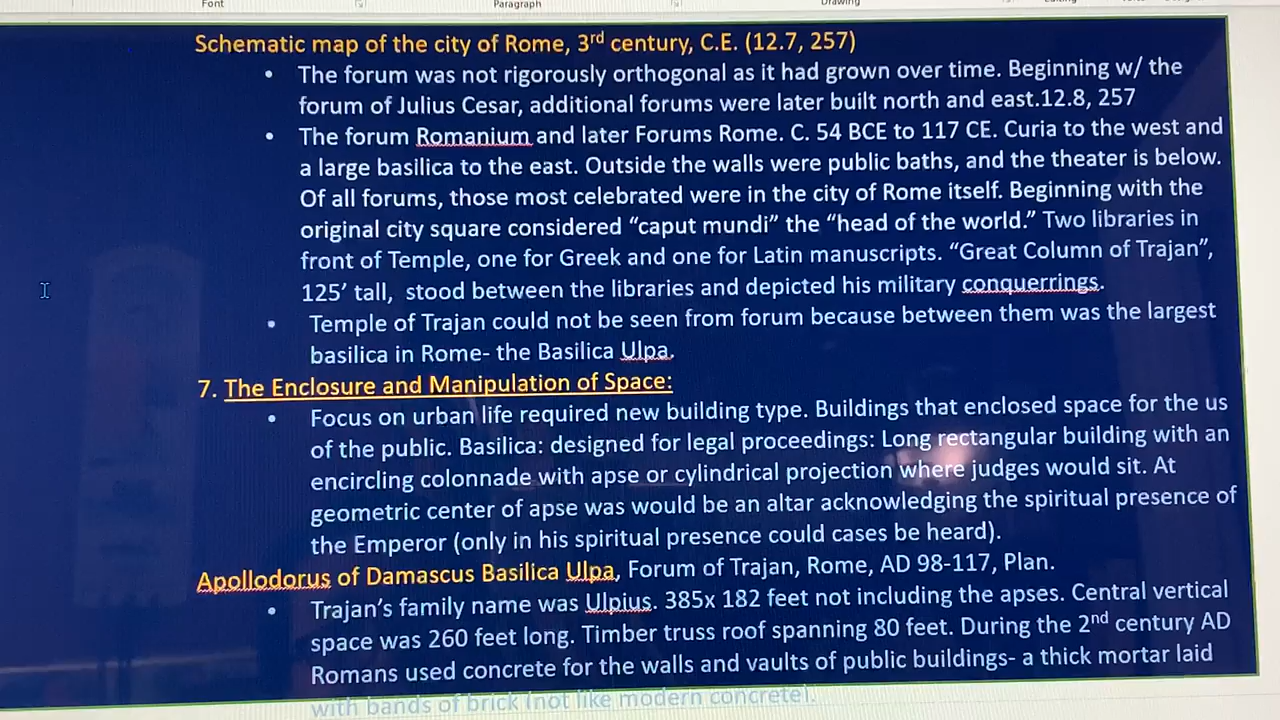 Font
Paragraph
Drawing
Schematic map of the city of Rome, 3rd century, C.E. (12.7, 257)
• The forum was not rigorously orthogonal as it had grown over time. Beginning w/ the
forum of Julius Cesar, additional forums were later built north and east.12.8, 257
• The forum Romanium and later Forums Rome. C. 54 BCE to 117 CE. Curia to the west and
a large basilica to the east. Outside the walls were public baths, and the theater is below.
Of all forums, those most celebrated were in the city of Rome itself. Beginning with the
original city square considered “caput mundi” the “head of the world.” Two libraries in
front of Temple, one for Greek and one for Latin manuscripts. “Great Column of Trajan”,
125’ tall, stood between the libraries and depicted his military conquerrings.
• Temple of Trajan could not be seen from forum because between them was the largest
basilica in Rome- the Basilica Ulpa.
7. The Enclosure and Manipulation of Space:
• Focus on urban life required new building type. Buildings that enclosed space for the us
of the public. Basilica: designed for legal proceedings: Long rectangular building with an
encircling colonnade with apse or cylindrical projection where judges would sit. At
geometric center of apse was would be an altar acknowledging the spiritual presence of
the Emperor (only in his spiritual presence could cases be heard).
Apollodorus of Damascus Basilica Ulpa, Forum of Trajan, Rome, AD 98-117, Plan.
• Trajan’s family name was Ulpius. 385x 182 feet not including the apses. Central vertical
space was 260 feet long. Timber truss roof spanning 80 feet. During the 2nd century AD
Romans used concrete for the walls and vaults of public buildings- a thick mortar laid
with bands of brick (not like modern concrete).